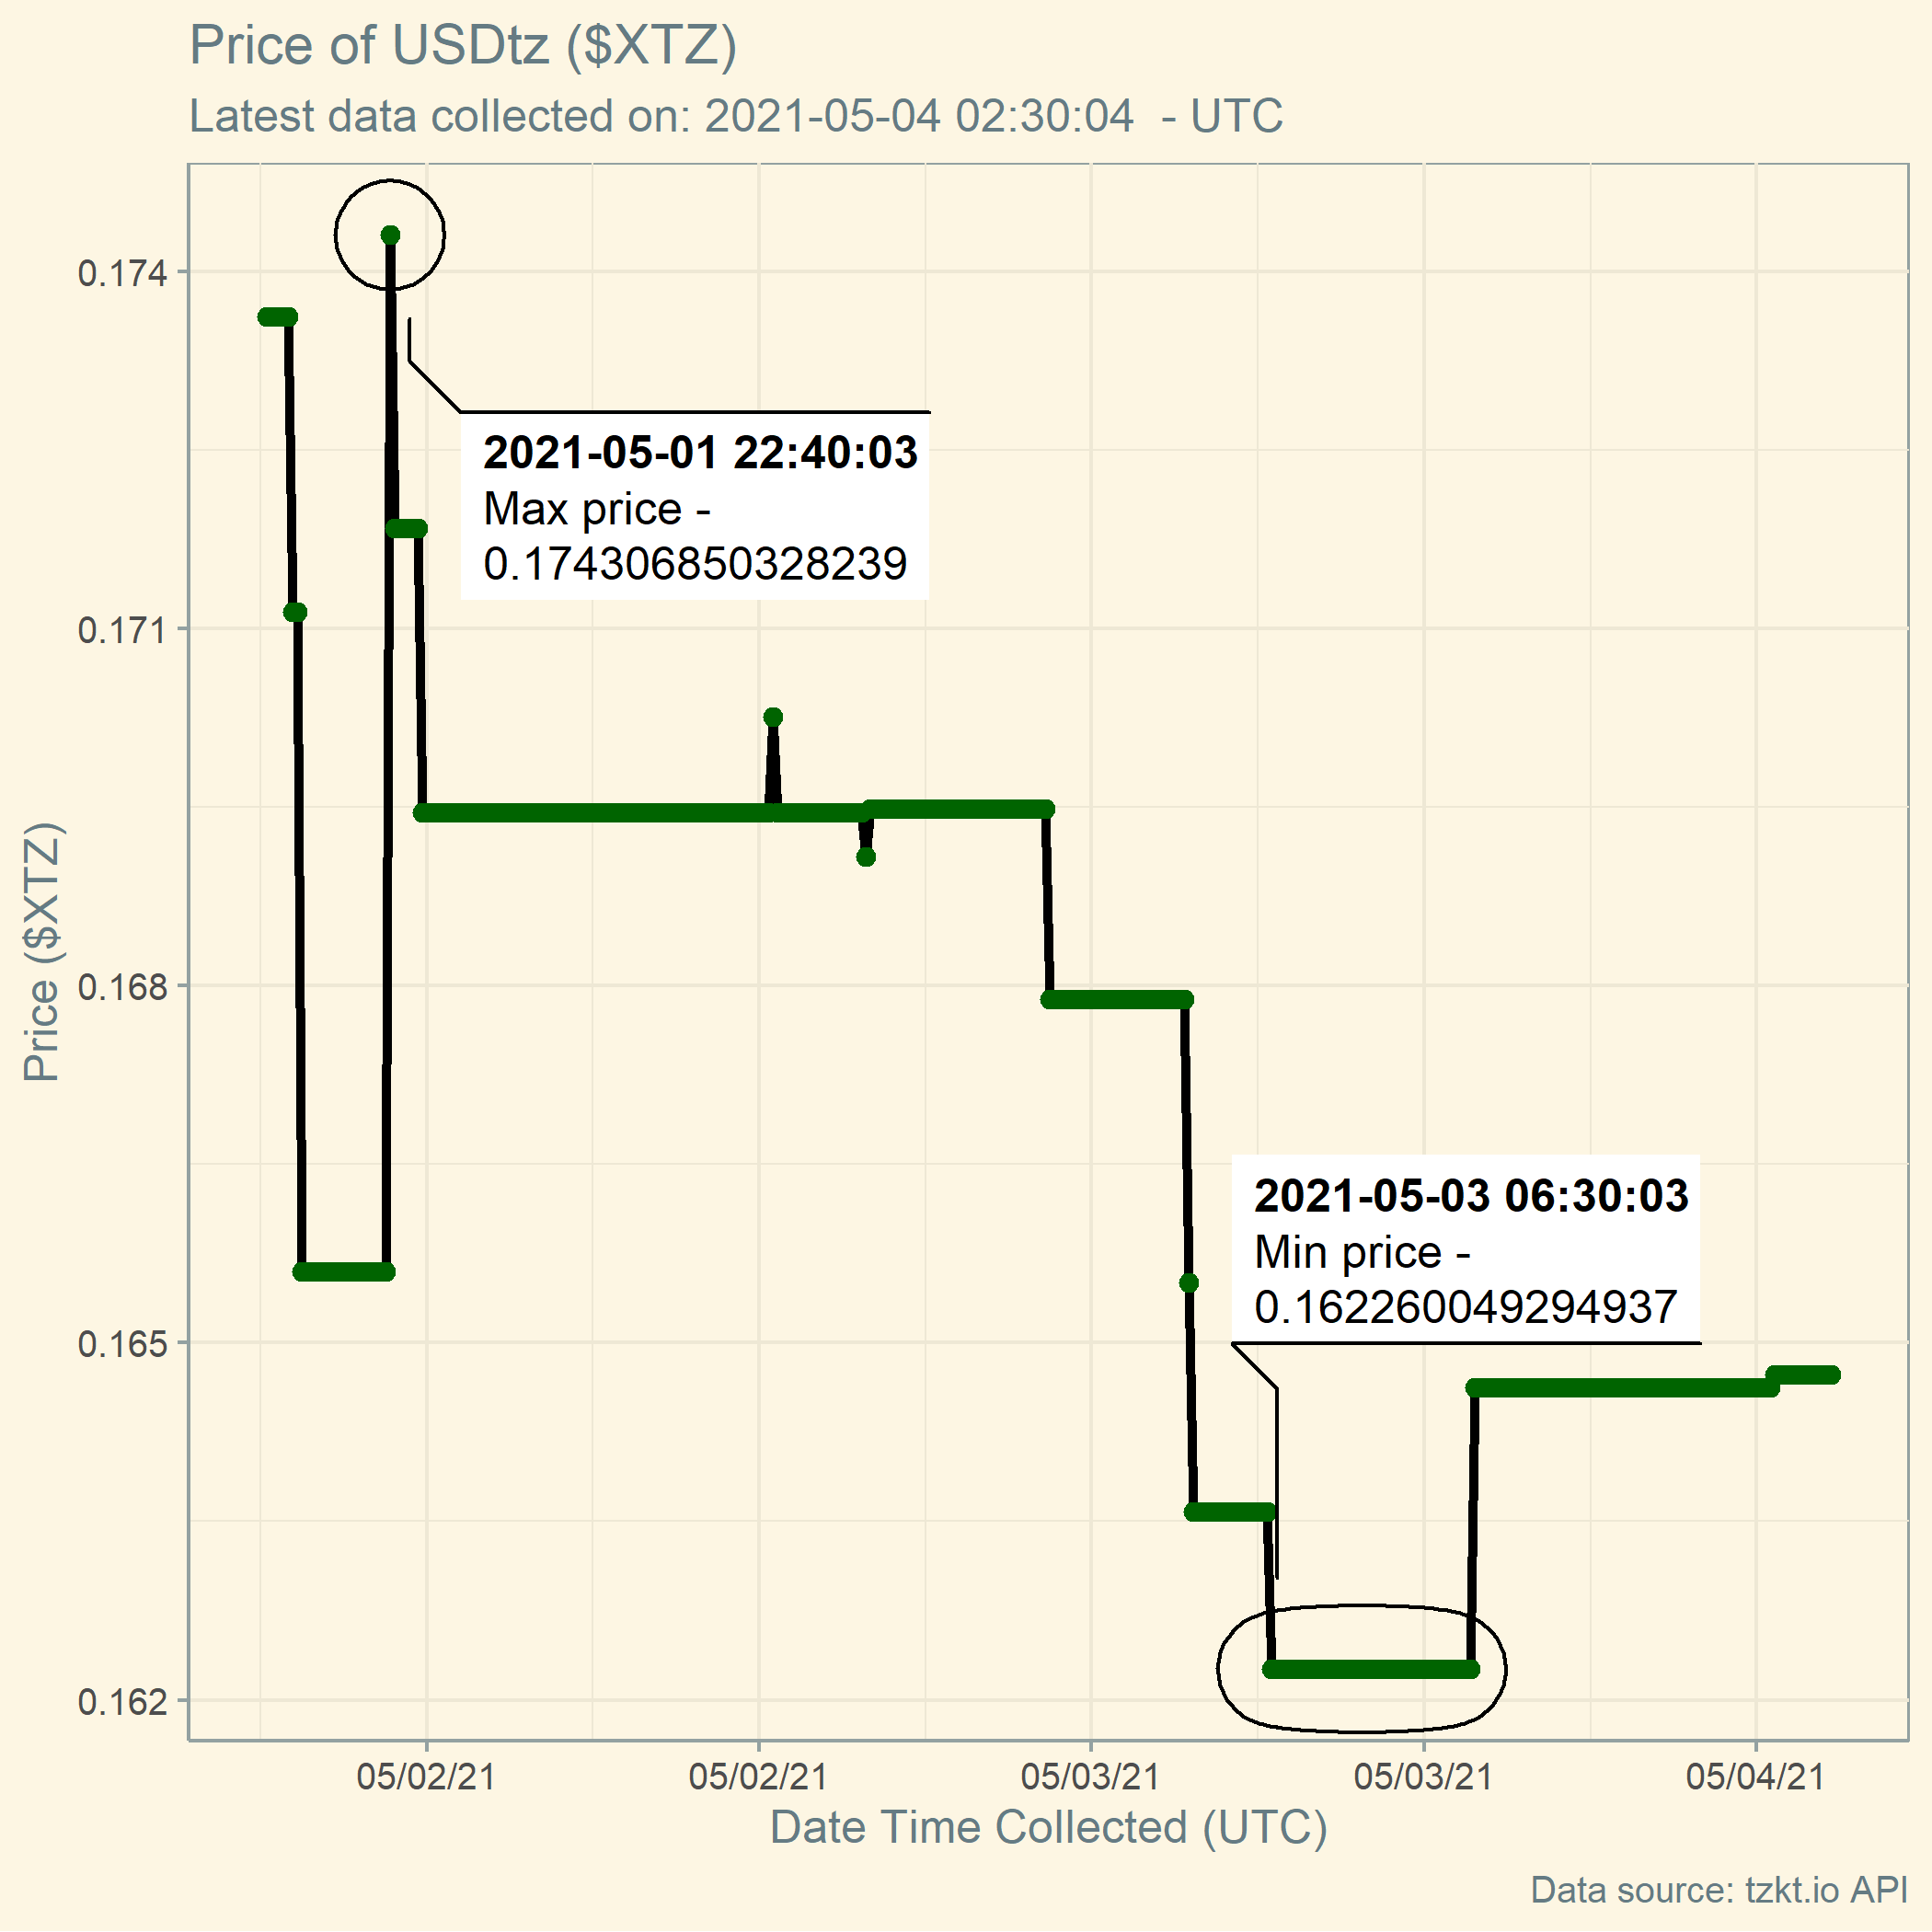 Price of USDtz ($XTZ)
Latest data collected on: 2021-05-04 02:30:04  - UTC
0.174
2021-05-01 22:40:03
Max price -
0.174306850328239
0.171
Price ($XTZ)
0.168
2021-05-03 06:30:03
Min price -
0.162260049294937
0.165
0.162
05/02/21 05/02/21 05/03/21 05/03/21 05/04/21
Date Time Collected (UTC)
Data source: tzkt.io API